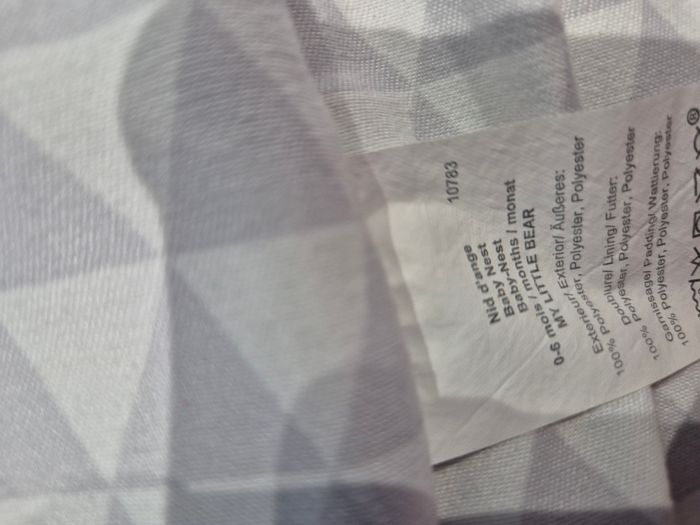 10783
Nid d'ange
Baby Nest
Baby-Nest
0-6 mois / months / monat
MY LITTLE BEAR
Exterieur/ Exterior/ Äußeres:
100% Polyester, Polyester, Polyester
Doublure/ Lining/ Futter:
100% Polyester, Polyester, Polyester
Garnissage/ Padding/ Wattierung:
100% Polyester, Polyester, Polyester